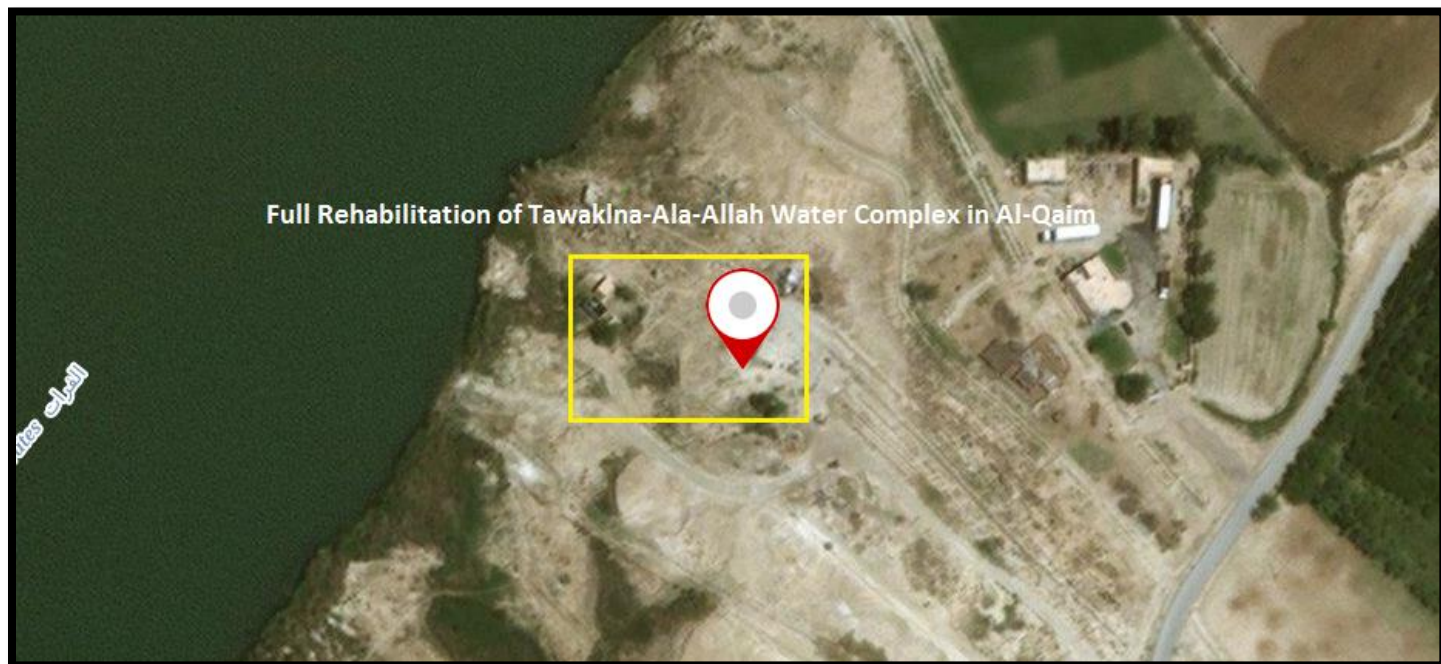 Full Rehabilitation of Tawaklna-Ala-Allah Water Complex in Al-Qaim
ates الفرات